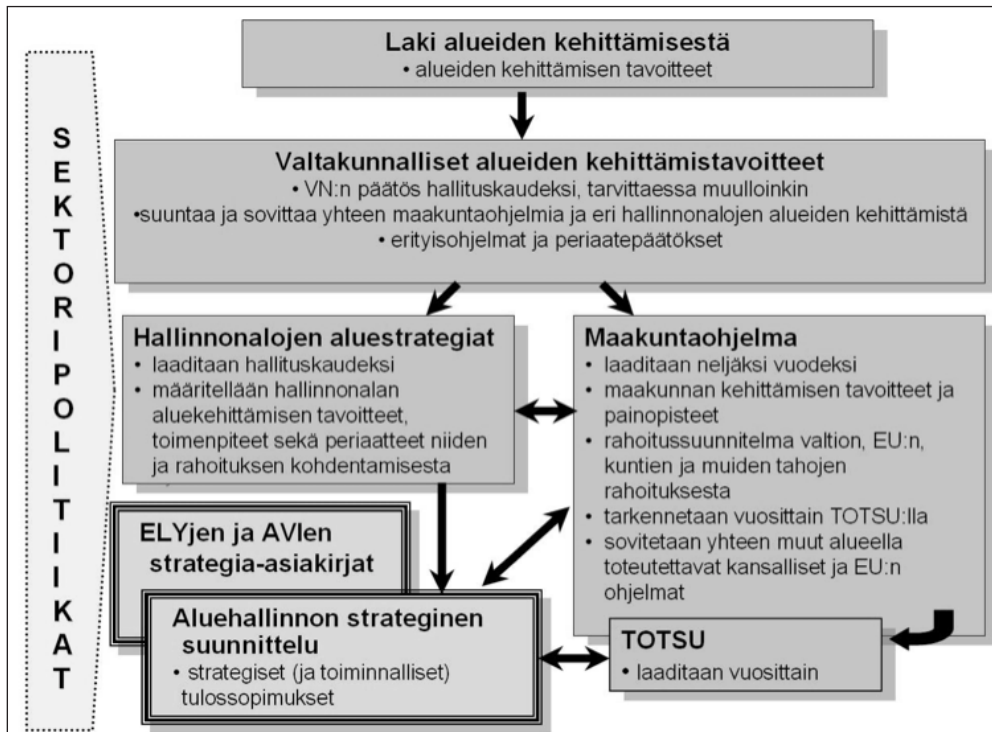 SEKTORIPOLITIIKAT
Laki alueiden kehittämisestä
• alueiden kehittämisen tavoitteet
Valtakunnalliset alueiden kehittämistavoitteet
• VN:n päätös hallituskaudeksi, tarvittaessa muulloinkin
•suuntaa ja sovittaa yhteen maakuntaohjelmia ja eri hallinnonalojen alueiden kehittämistä
• erityisohjelmat ja periaatepäätökset
Hallinnonalojen aluestrategiat
• laaditaan hallituskaudeksi
• määritellään hallinnonalan
aluekehittämisen tavoitteet,
toimenpiteet sekä periaatteet niiden
ja rahoituksen kohdentamisesta
Maakuntaohjelma
• laaditaan neljäksi vuodeksi
• maakunnan kehittämisen tavoitteet ja
painopisteet
• rahoitussuunnitelma valtion, EU:n,
kuntien ja muiden tahojen
rahoituksesta
• tarkennetaan vuosittain TOTSU:lla
• sovitetaan yhteen muut alueella
toteutettavat kansalliset ja EU:n
ohjelmat
ELYjen ja AVIen
strategia-asiakirjat
Aluehallinnon strateginen
suunnittelu
• strategiset (ja toiminnalliset)
tulossopimukset
TOTSU
• laaditaan vuosittain